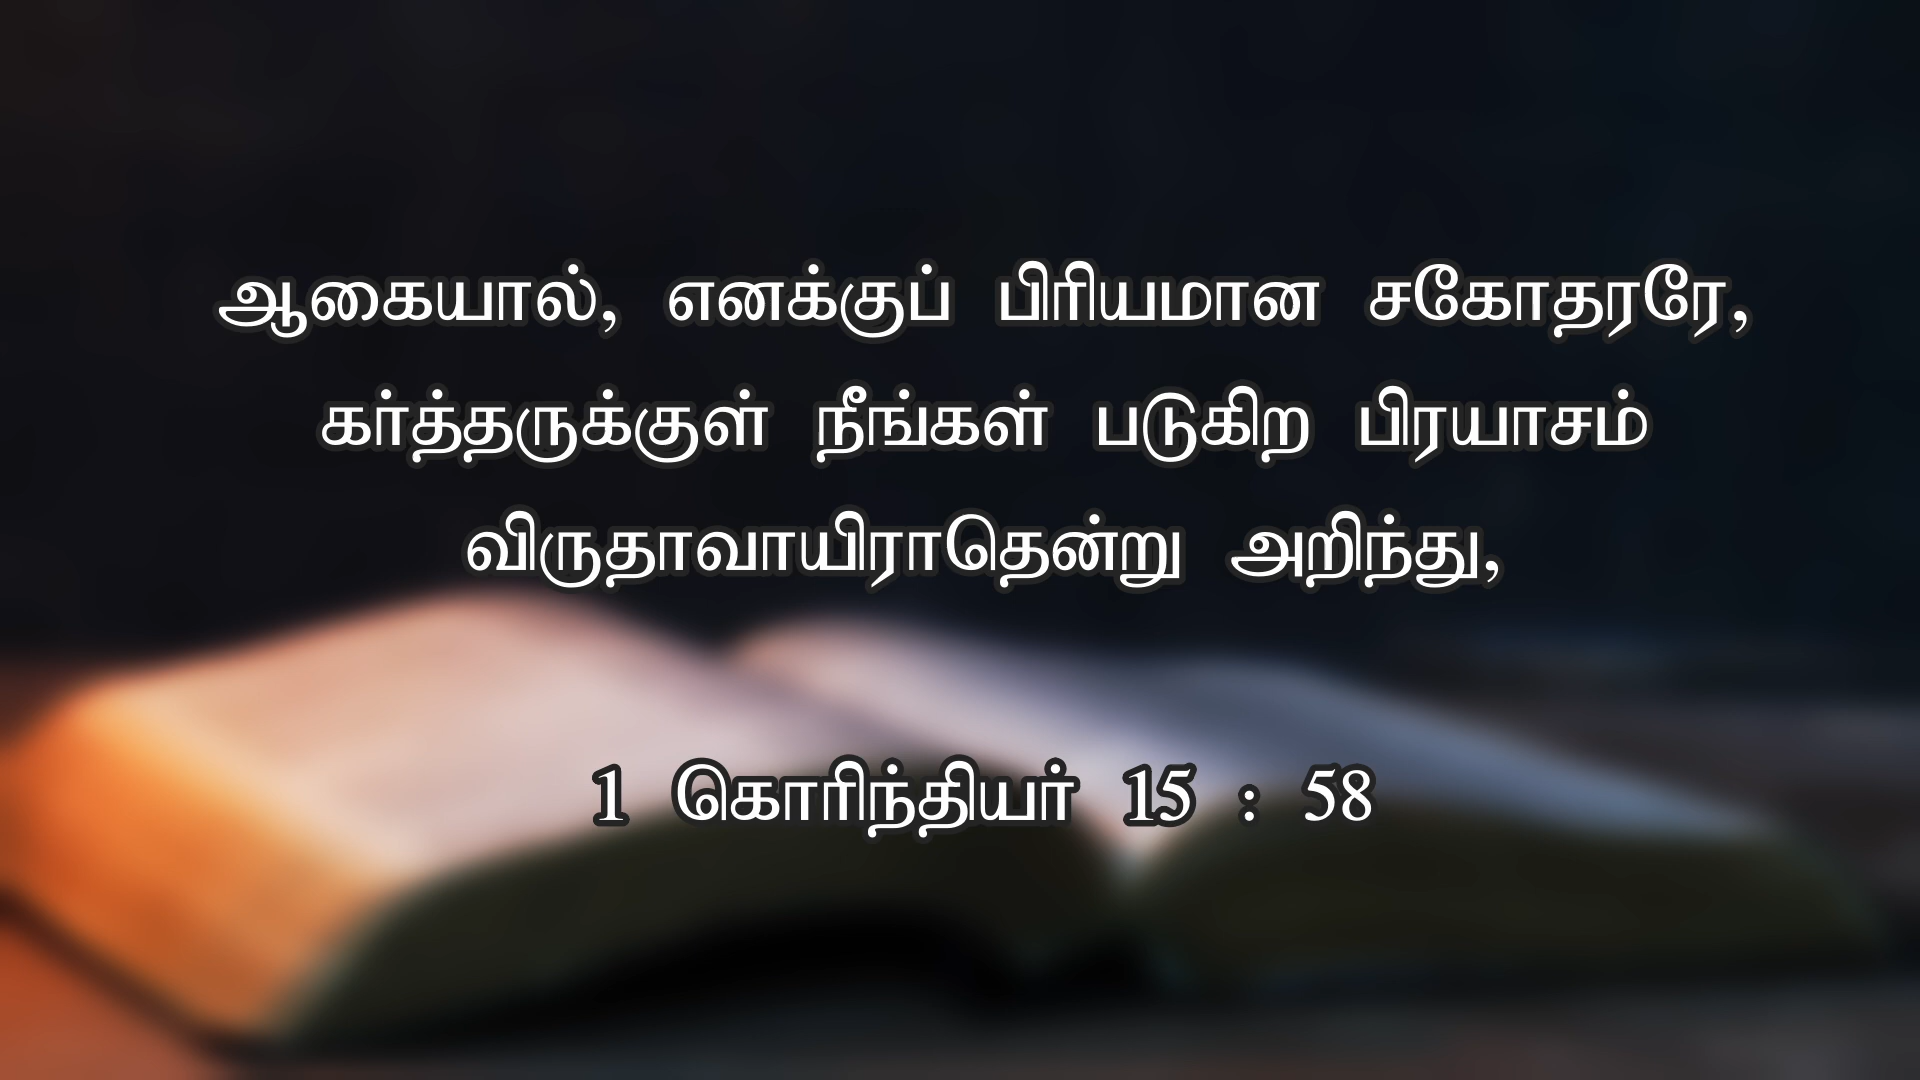 ஆகையால், எனக்குப் பிரியமான சகோதரரே,
கர்த்தருக்குள் நீங்கள் படுகிற பிரயாசம்
விருதாவாயிராதென்று அறிந்து,
1 கொரிந்தியர் 15 : 58